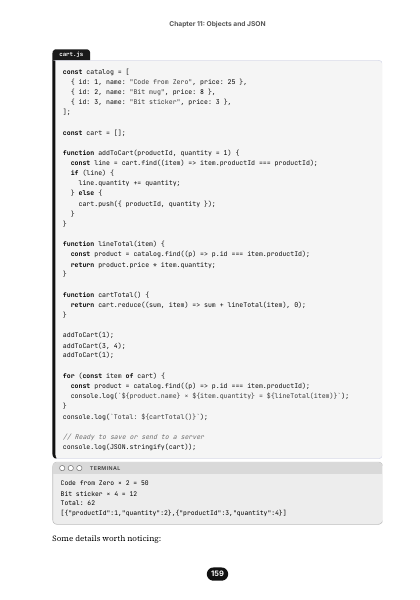 Chapter 11: Objects and JSON
cart.js
const catalog = [
  { id: 1, name: "Code from Zero", price: 25 },
  { id: 2, name: "Bit mug", price: 8 },
  { id: 3, name: "Bit sticker", price: 3 },
];

const cart = [];

function addToCart(productId, quantity = 1) {
  const line = cart.find((item) => item.productId === productId);
  if (line) {
    line.quantity += quantity;
  } else {
    cart.push({ productId, quantity });
  }
}

function lineTotal(item) {
  const product = catalog.find((p) => p.id === item.productId);
  return product.price * item.quantity;
}

function cartTotal() {
  return cart.reduce((sum, item) => sum + lineTotal(item), 0);
}

addToCart(1);
addToCart(3, 4);
addToCart(1);

for (const item of cart) {
  const product = catalog.find((p) => p.id === item.productId);
  console.log(`${product.name} × ${item.quantity} = ${lineTotal(item)}`);
}
console.log(`Total: ${cartTotal()}`);

// Ready to save or send to a server
console.log(JSON.stringify(cart));
TERMINAL
Code from Zero × 2 = 50
Bit sticker × 4 = 12
Total: 62
[{"productId":1,"quantity":2},{"productId":3,"quantity":4}]
Some details worth noticing:
159